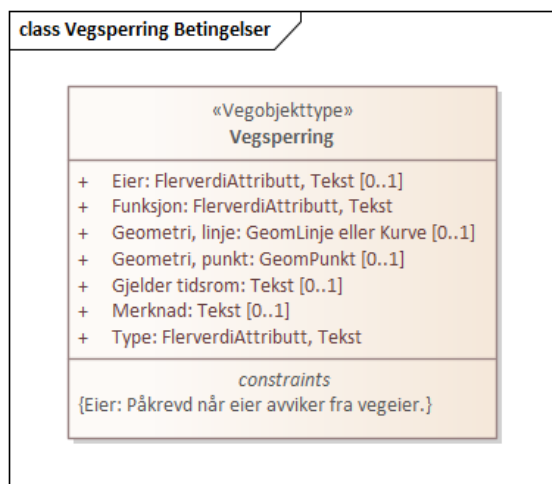 class Vegsperring Betingelser
«Vegobjekttype»
Vegsperring
+ Eier: FlerverdiAttributt, Tekst [0..1]
+ Funksjon: FlerverdiAttributt, Tekst
+ Geometri, linje: GeomLinje eller Kurve [0..1]
+ Geometri, punkt: GeomPunkt [0..1]
+ Gjelder tidsrom: Tekst [0..1]
+ Merknad: Tekst [0..1]
+ Type: FlerverdiAttributt, Tekst
constraints
{Eier: Påkrevd når eier avviker fra vegeier.}